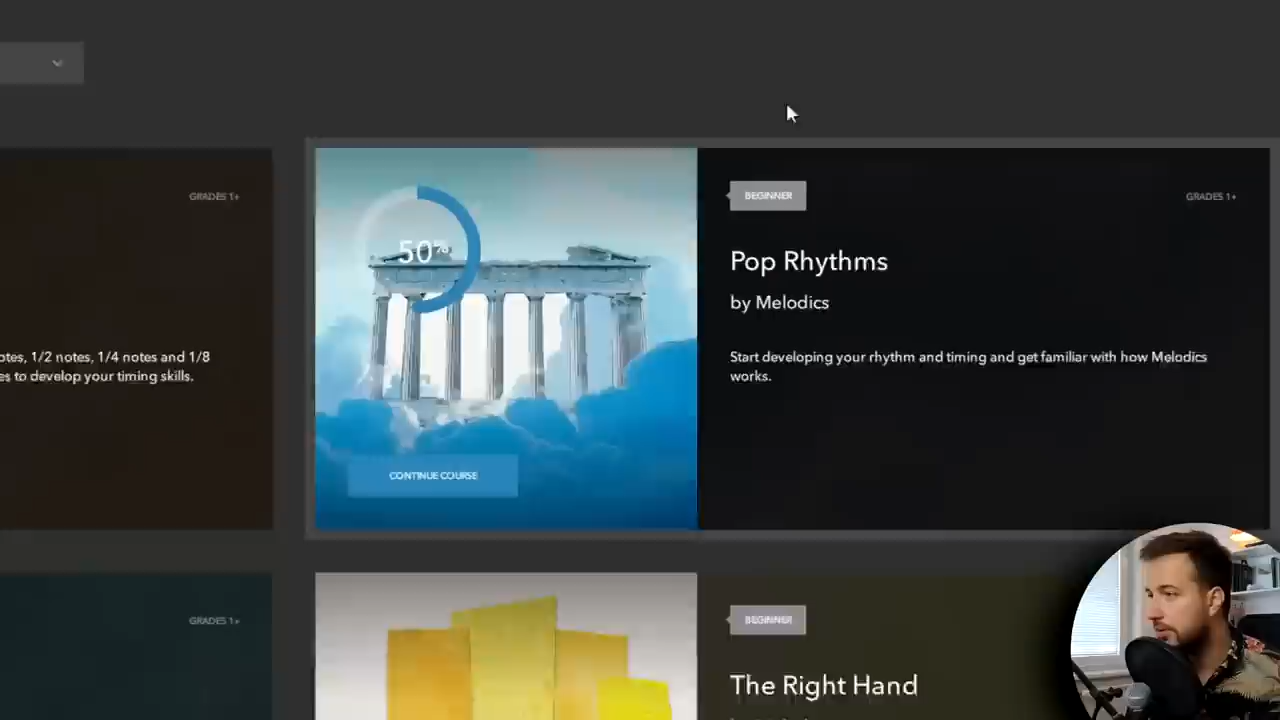 GRADES 1+
otes, 1/2 notes, 1/4 notes and 1/8
es to develop your timing skills.
50%
CONTINUE COURSE
BEGINNER
GRADES 1+
Pop Rhythms
by Melodics
Start developing your rhythm and timing and get familiar with how Melodics
works.
GRADES 1+
BEGINNER
The Right Hand